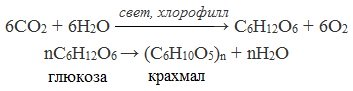 свет, хлорофилл
6CO2 + 6H2O ⟶ C6H12O6 + 6O2
nC6H12O6 → (C6H10O5)n + nH2O
глюкоза крахмал